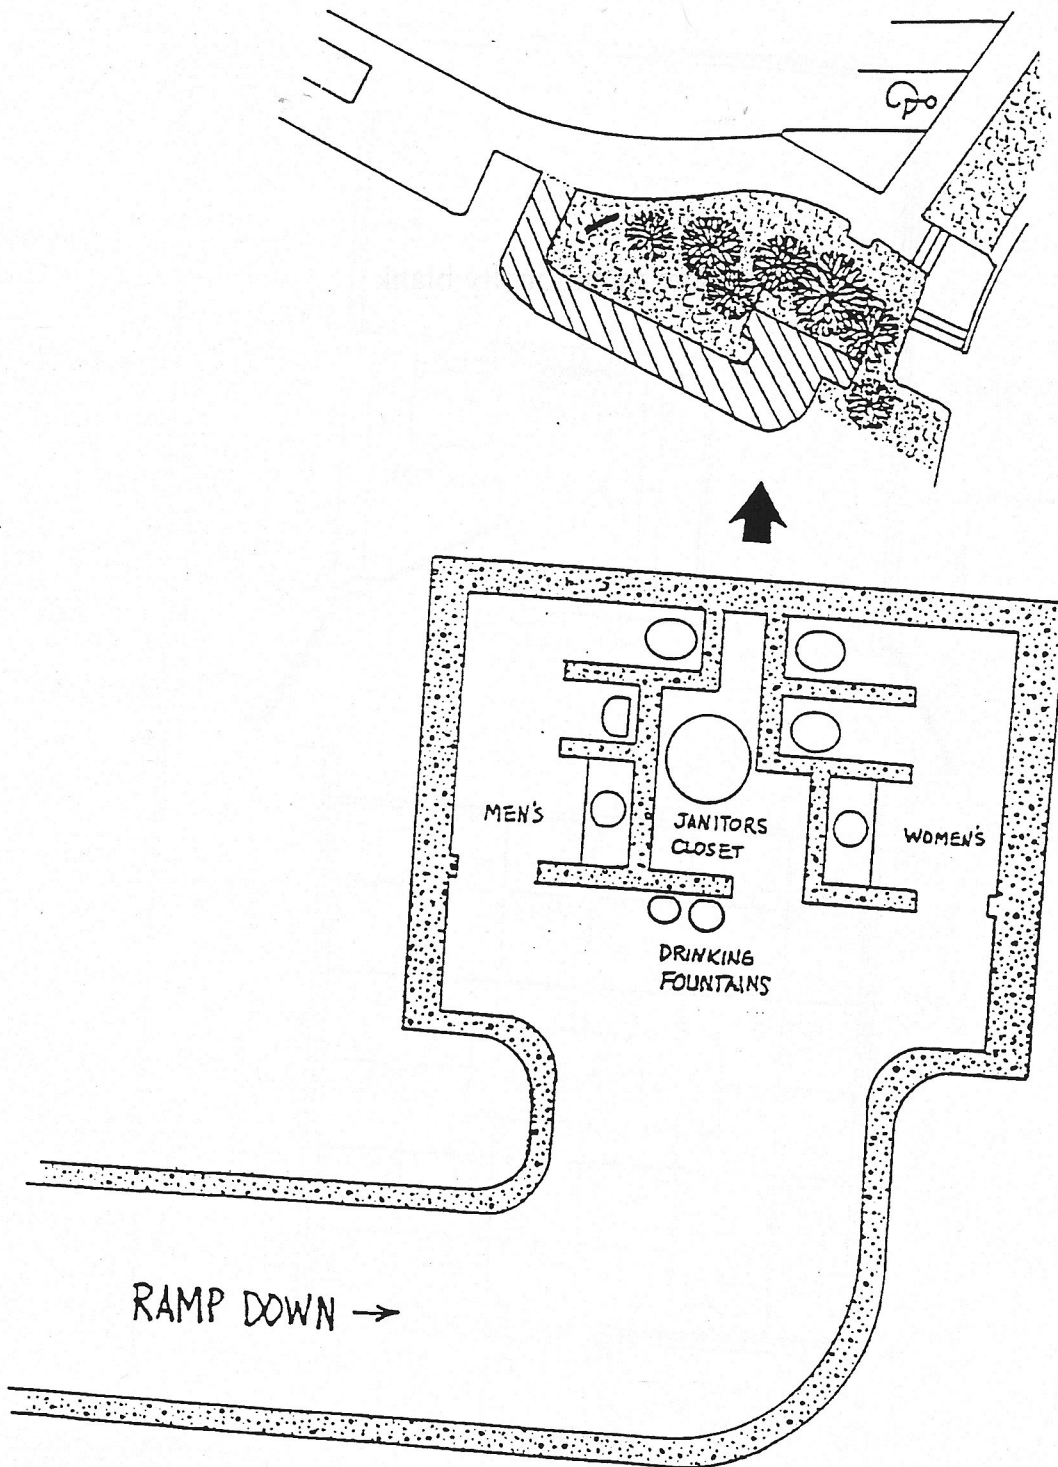 MEN'S
JANITORS
CLOSET
WOMEN'S
DRINKING
FOUNTAINS
RAMP DOWN →